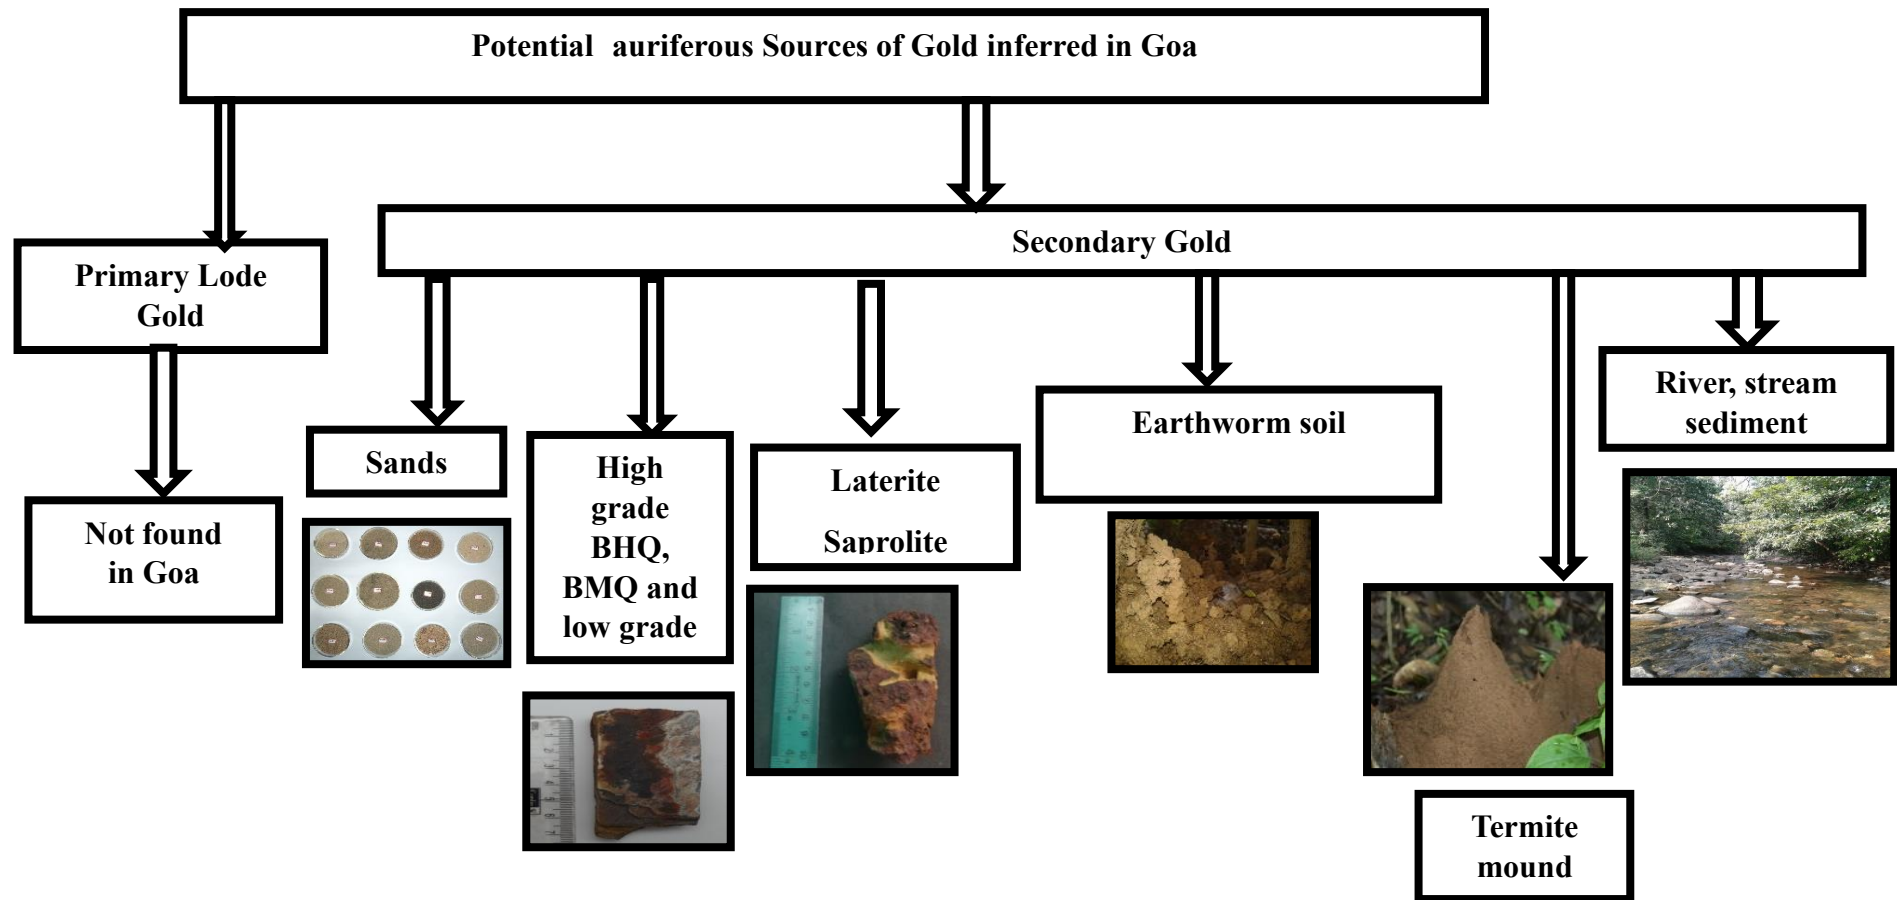 Potential auriferous Sources of Gold inferred in Goa
Secondary Gold
Primary Lode
Gold
Not found
in Goa
Sands
High
grade
BHQ,
BMQ and
low grade
Laterite
Saprolite
Earthworm soil
River, stream
sediment
Termite
mound